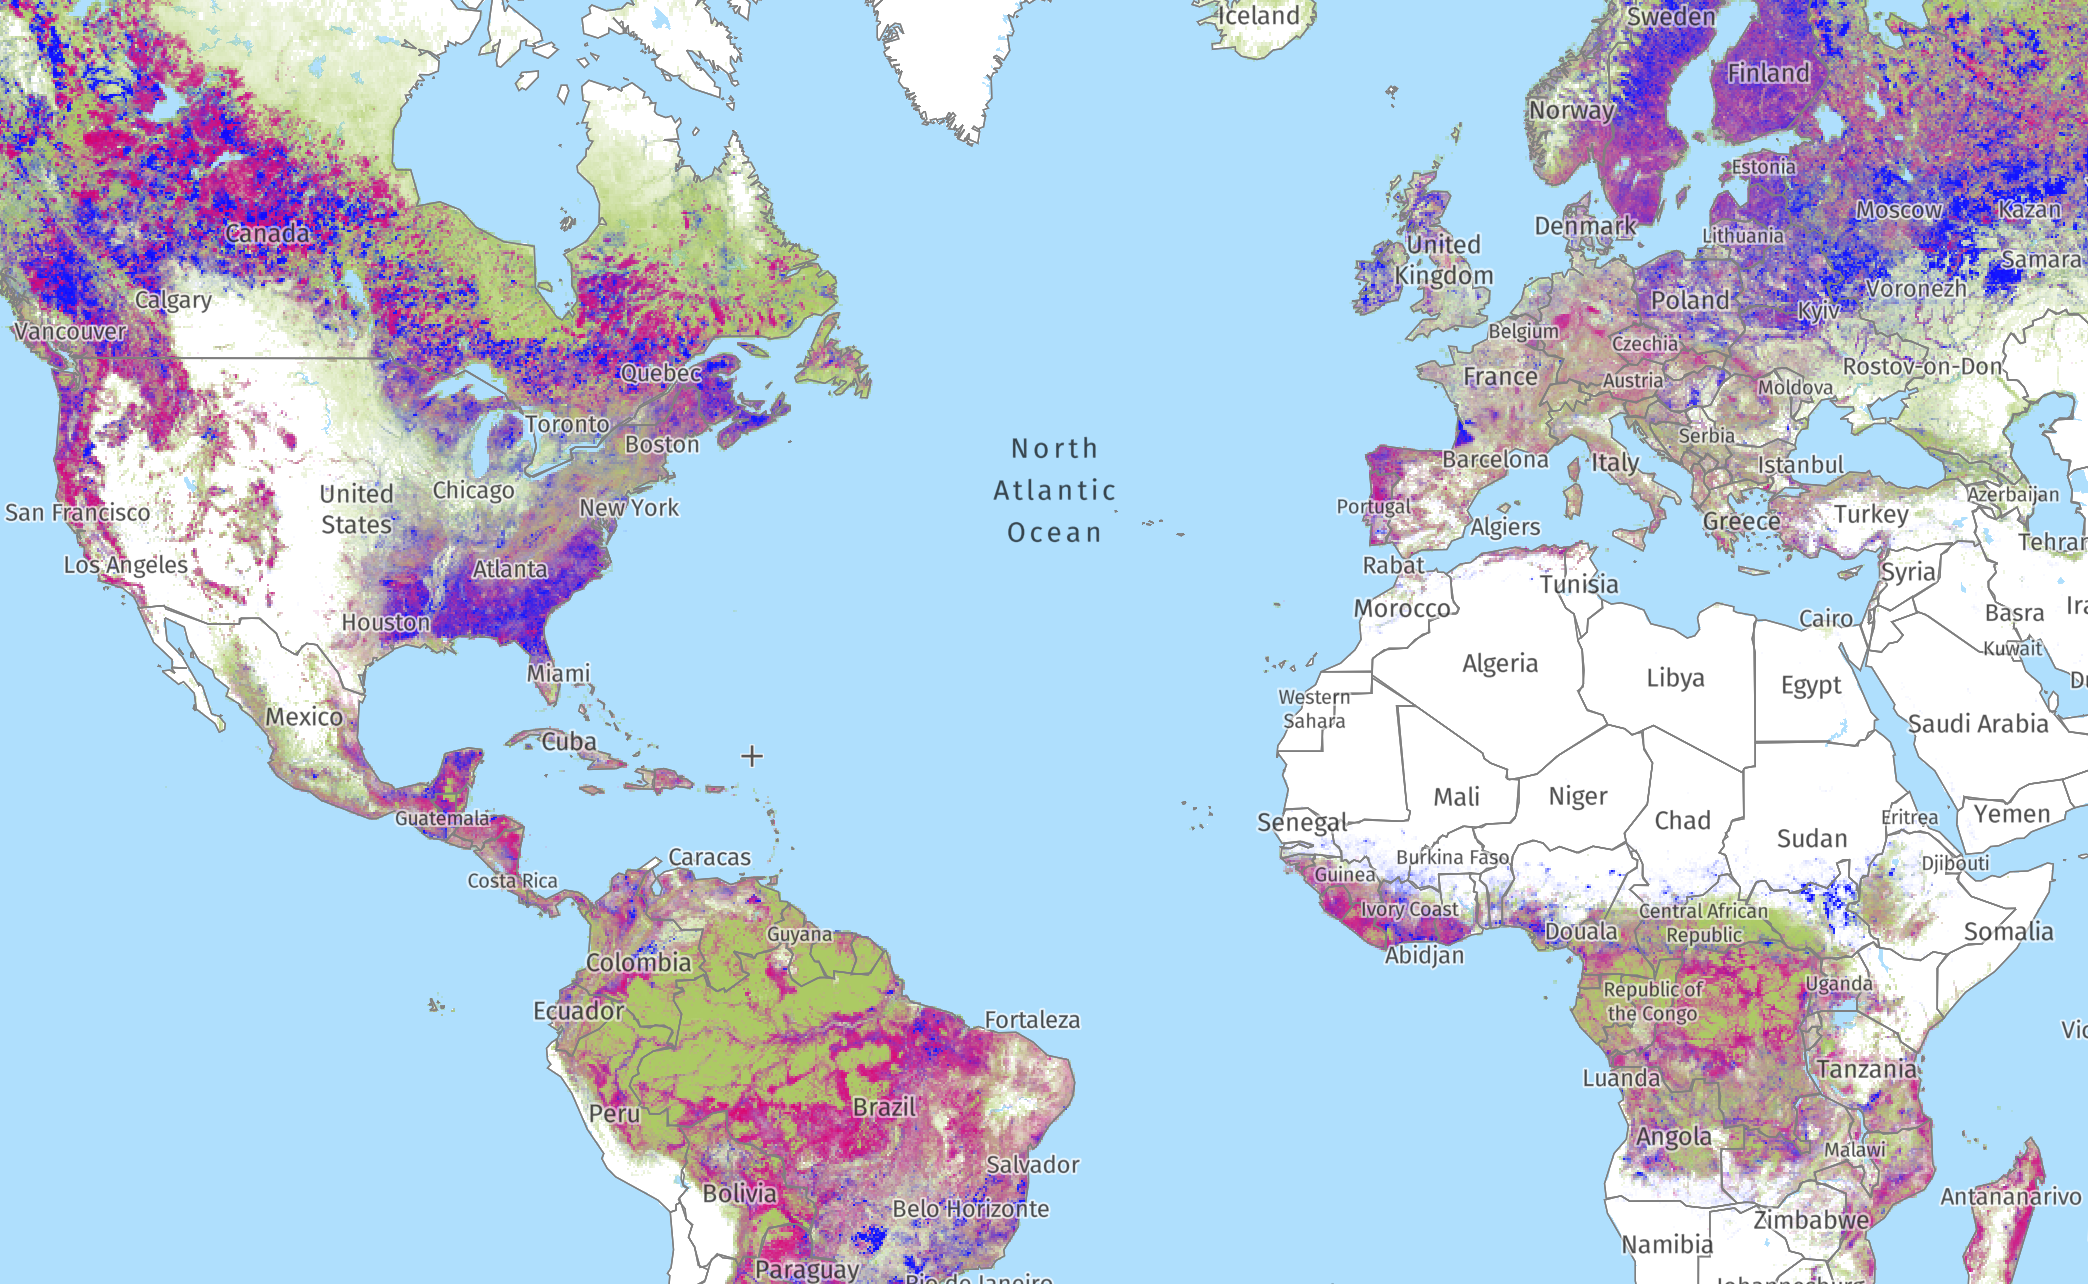 Iceland
Sweden
Finland
Norway
Estonia
Moscow
Kazan
Denmark
Lithuania
United
Kingdom
Samara
Canada
Voronezh
Calgary
Poland
Kyiv
Vancouver
Belgium
Czechia
Quebec
France
Austria
Moldova
Rostov-on-Don
Toronto
Boston
Serbia
North
Atlantic
Ocean
Barcelona
Italy
Istanbul
United
States
Chicago
New York
San Francisco
Portugal
Algiers
Greece
Turkey
Azerbaijan
Tehran
Los Angeles
Atlanta
Rabat
Tunisia
Syria
Houston
Morocco
Cairo
Basra
Ira
Kuwait
Miami
Algeria
Libya
Egypt
Du
Western
Sahara
Mexico
Saudi Arabia
Cuba
Mali
Niger
Guatemala
Senegal
Chad
Sudan
Eritrea
Yemen
Caracas
Burkina Faso
Djibouti
Costa Rica
Guinea
Ivory Coast
Central African
Republic
Guyana
Douala
Somalia
Colombia
Abidjan
Republic of
the Congo
Uganda
Ecuador
Fortaleza
Vic
Luanda
Tanzania
Peru
Brazil
Angola
Malawi
Salvador
Bolivia
Belo Horizonte
Antananarivo
Zimbabwe
Namibia
Paraguay
Rio de Janeiro
Johannesburg